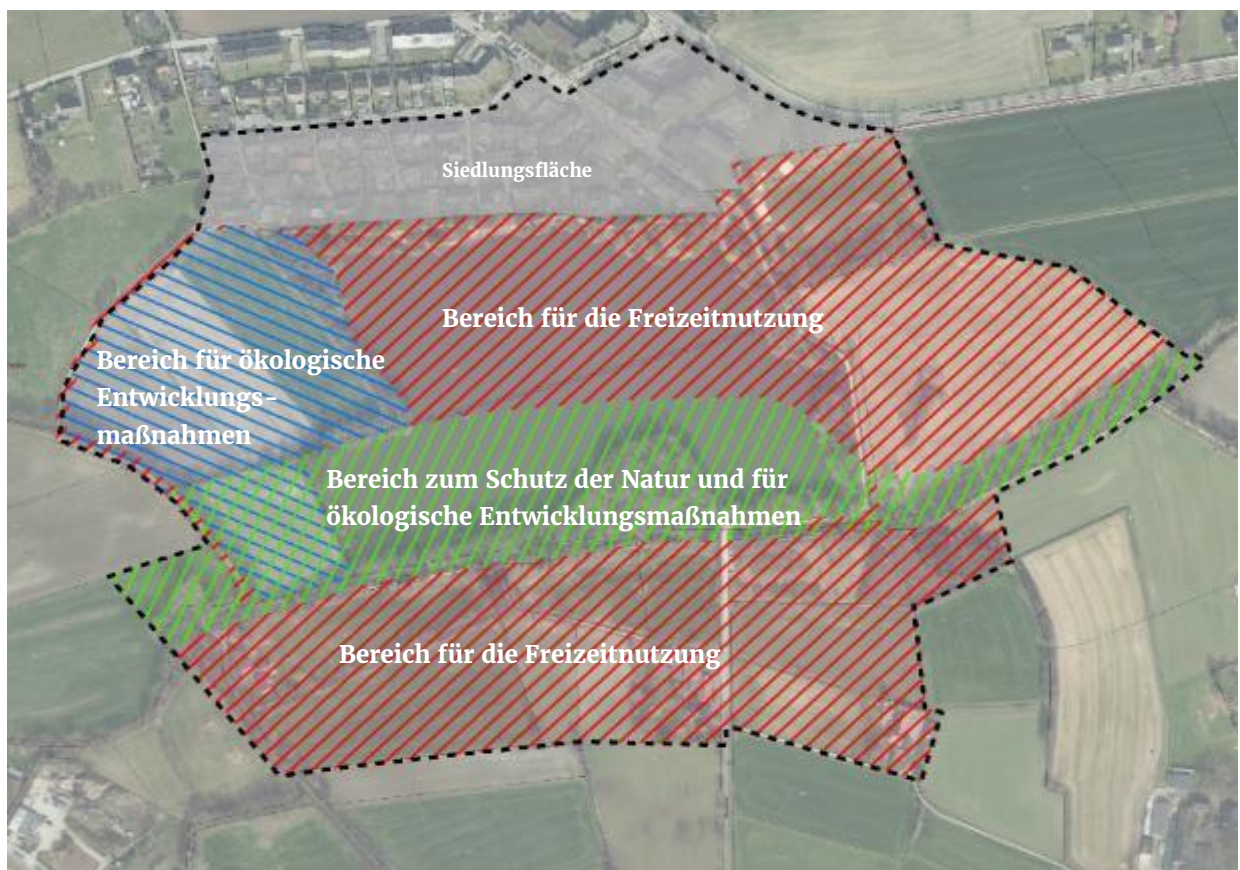 Siedlungsfläche
Bereich für die Freizeitnutzung
Bereich für ökologische
Entwicklungs-
maßnahmen
Bereich zum Schutz der Natur und für
ökologische Entwicklungsmaßnahmen
Bereich für die Freizeitnutzung